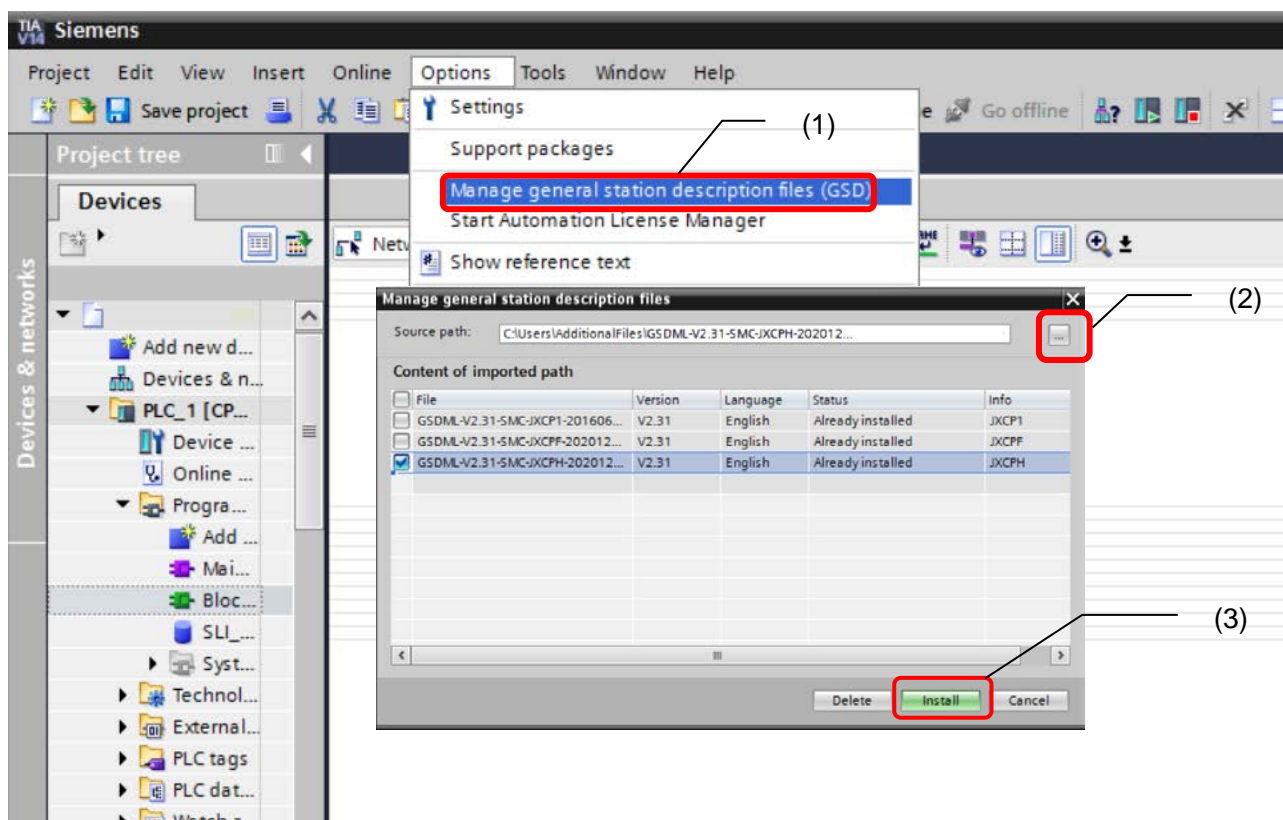 TIA V14 Siemens
Project Edit View Insert Online Options Tools Window Help
Save project
Go offline
Settings
Support packages
Manage general station description files (GSD)
Start Automation License Manager
Show reference text
(1)
Project tree
Devices
Devices & networks
Add new d...
Devices & n...
PLC_1 [CP...
Device ...
Online ...
Progra...
Add ...
Mai...
Bloc...
SLI_...
Syst...
Technol...
External...
PLC tags
PLC dat...
Netw
Manage general station description files
(2)
Source path: C:\Users\AdditionalFiles\GSDML-V2.31-SMC-JXCPH-202012...
...
Content of imported path
File Version Language Status Info
GSDML-V2.31-SMC-JXCP1-201606... V2.31 English Already installed JXCP1
GSDML-V2.31-SMC-JXCPF-202012... V2.31 English Already installed JXCPF
GSDML-V2.31-SMC-JXCPH-202012... V2.31 English Already installed JXCPH
(3)
Delete Install Cancel